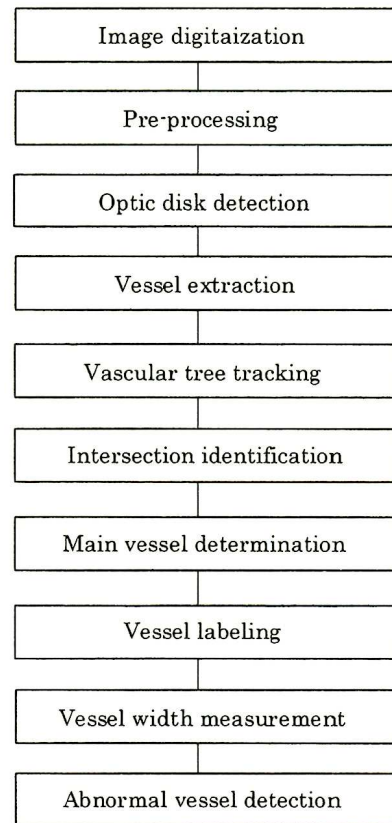 Image digitaization
Pre-processing
Optic disk detection
Vessel extraction
Vascular tree tracking
Intersection identification
Main vessel determination
Vessel labeling
Vessel width measurement
Abnormal vessel detection